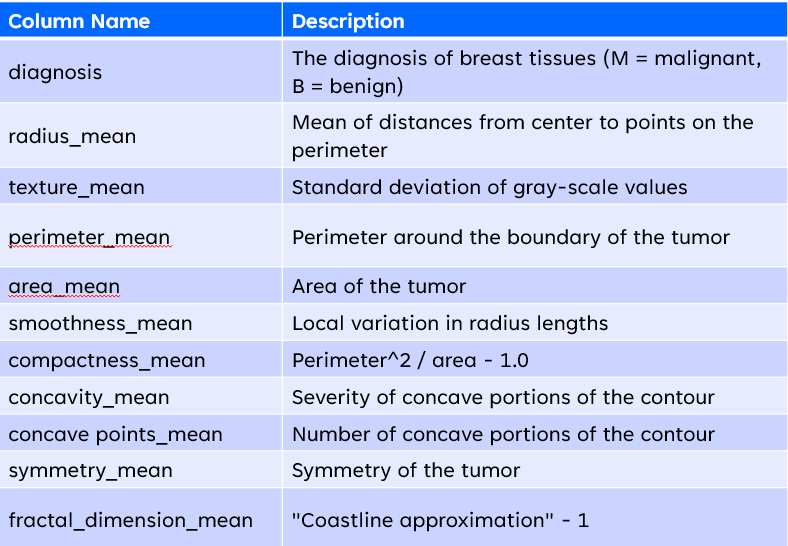 Column Name Description
diagnosis The diagnosis of breast tissues (M = malignant,
B = benign)
radius_mean Mean of distances from center to points on the
perimeter
texture_mean Standard deviation of gray-scale values
perimeter_mean Perimeter around the boundary of the tumor
area_mean Area of the tumor
smoothness_mean Local variation in radius lengths
compactness_mean Perimeter^2 / area - 1.0
concavity_mean Severity of concave portions of the contour
concave points_mean Number of concave portions of the contour
symmetry_mean Symmetry of the tumor
fractal_dimension_mean "Coastline approximation" - 1